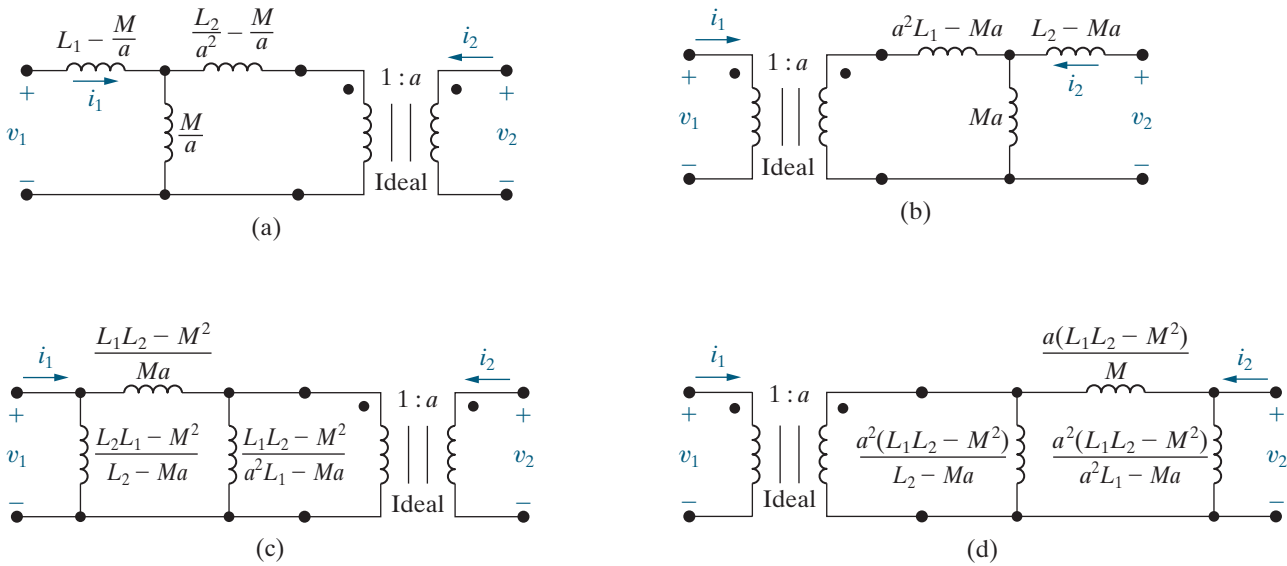 L₁ − M/a
L₂/a² − M/a
i₁
i₂
1 : a
+
v₁
−
M/a
+
v₂
−
Ideal
(a)
i₁
a²L₁ − Ma
L₂ − Ma
1 : a
i₂
+
v₁
−
Ma
+
v₂
−
Ideal
(b)
(L₁L₂ − M²)/(Ma)
i₁
i₂
1 : a
+
v₁
−
(L₂L₁ − M²)/(L₂ − Ma)
(L₁L₂ − M²)/(a²L₁ − Ma)
+
v₂
−
Ideal
(c)
a(L₁L₂ − M²)/M
i₁
i₂
1 : a
+
v₁
−
a²(L₁L₂ − M²)/(L₂ − Ma)
a²(L₁L₂ − M²)/(a²L₁ − Ma)
+
v₂
−
Ideal
(d)